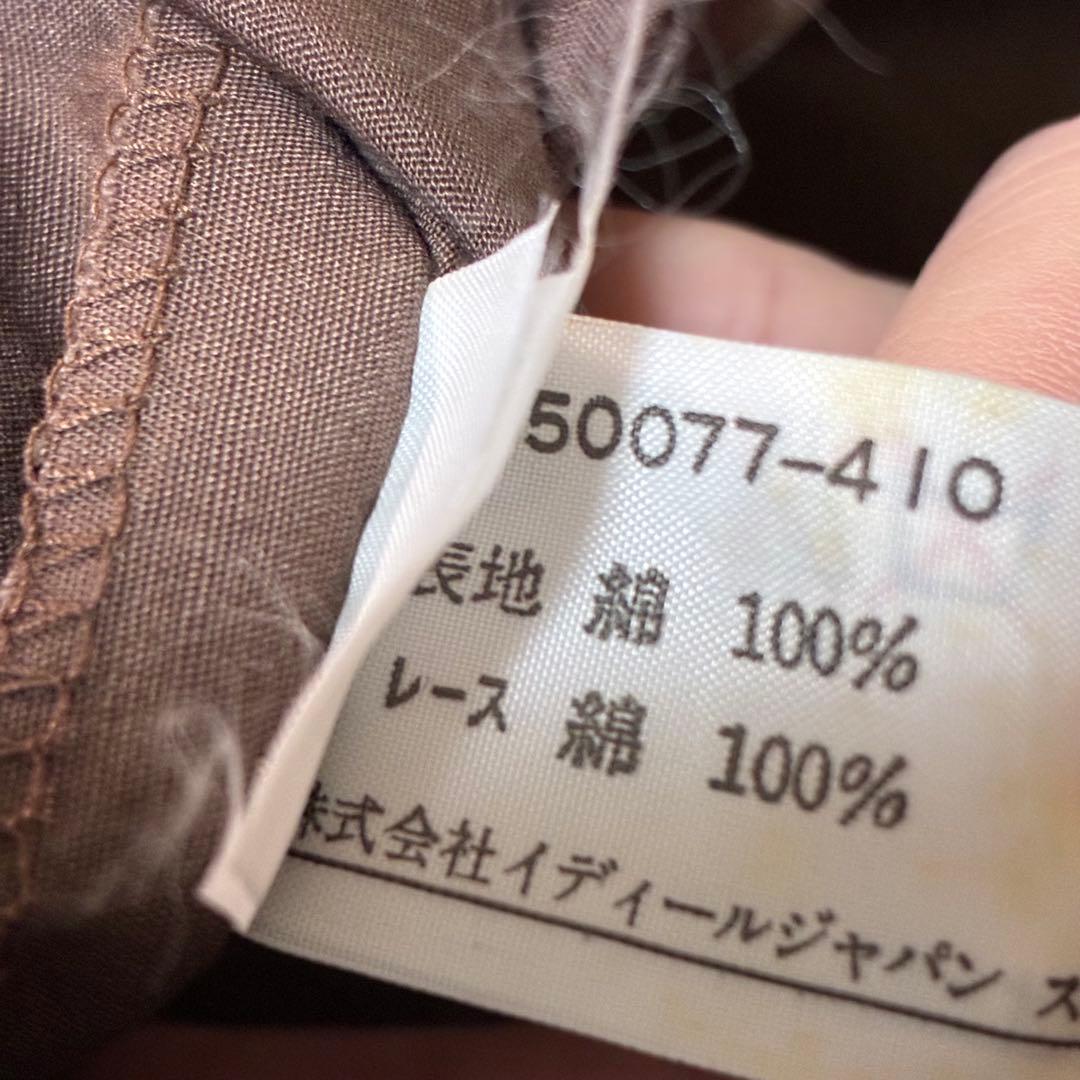 50077-410
表地 綿 100%
レース 綿 100%
株式会社イディールジャパン ス